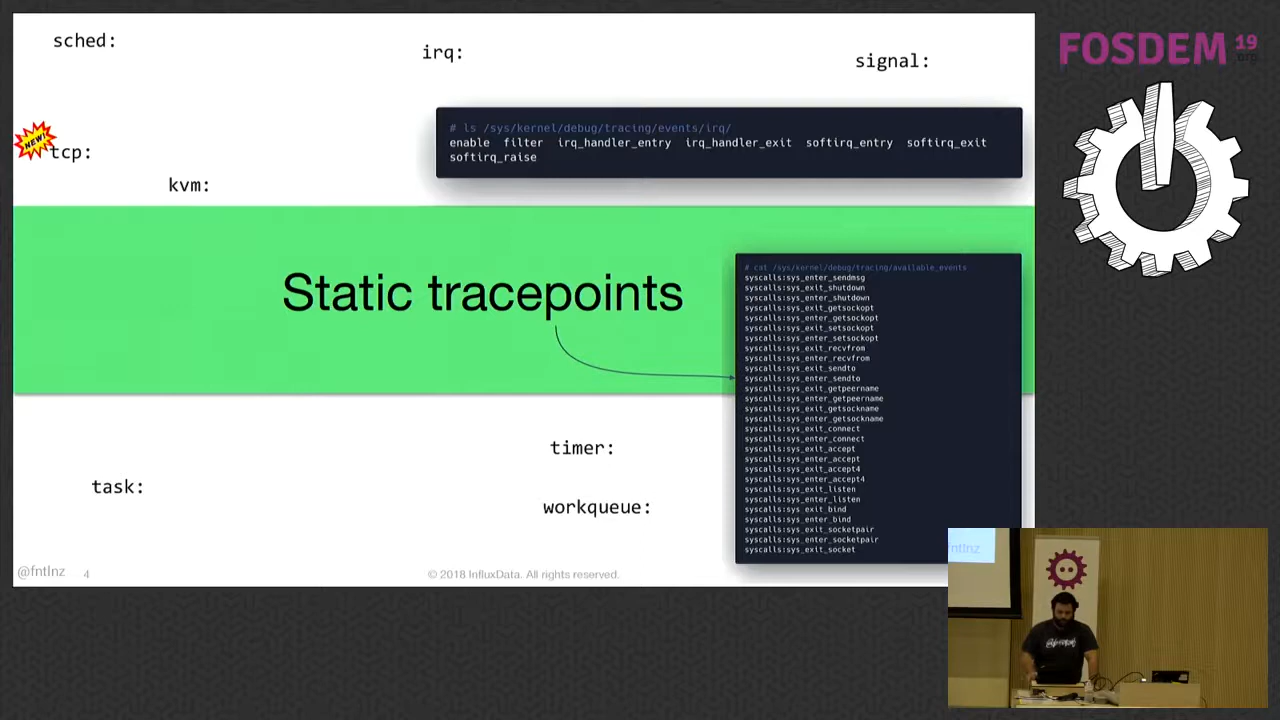 sched:
irq:
signal:
NEW!
tcp:
kvm:
# ls /sys/kernel/debug/tracing/events/irq/
enable filter irq_handler_entry irq_handler_exit softirq_entry softirq_exit
softirq_raise
Static tracepoints
# cat /sys/kernel/debug/tracing/available_events
syscalls:sys_enter_sendmsg
syscalls:sys_exit_shutdown
syscalls:sys_enter_shutdown
syscalls:sys_exit_getsockopt
syscalls:sys_enter_getsockopt
syscalls:sys_exit_setsockopt
syscalls:sys_enter_setsockopt
syscalls:sys_exit_recvfrom
syscalls:sys_enter_recvfrom
syscalls:sys_exit_sendto
syscalls:sys_enter_sendto
syscalls:sys_exit_getpeername
syscalls:sys_enter_getpeername
syscalls:sys_exit_getsockname
syscalls:sys_enter_getsockname
syscalls:sys_exit_connect
syscalls:sys_enter_connect
syscalls:sys_exit_accept
syscalls:sys_enter_accept
syscalls:sys_exit_accept4
syscalls:sys_enter_accept4
syscalls:sys_exit_listen
syscalls:sys_enter_listen
syscalls:sys_exit_bind
syscalls:sys_enter_bind
syscalls:sys_exit_socketpair
syscalls:sys_enter_socketpair
syscalls:sys_exit_socket
timer:
task:
workqueue:
@fntlnz 4
© 2018 InfluxData. All rights reserved.
FOSDEM 19
.org
fntlnz